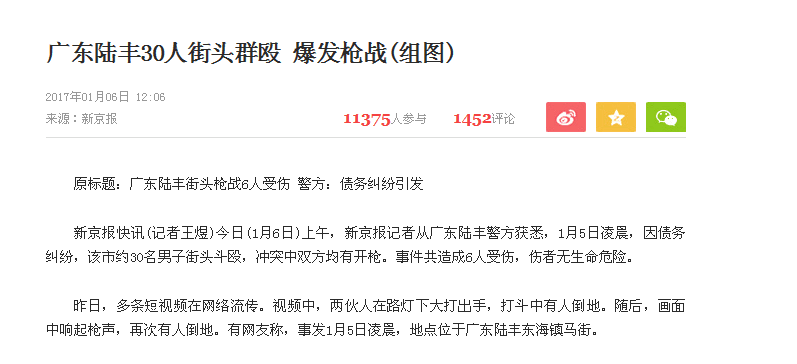 广东陆丰30人街头群殴 爆发枪战(组图)
2017年01月06日 12:06
来源：新京报 11375人参与 1452评论
原标题：广东陆丰街头枪战6人受伤 警方：债务纠纷引发
新京报快讯(记者王煜)今日(1月6日)上午，新京报记者从广东陆丰警方获悉，1月5日凌晨，因债务
纠纷，该市约30名男子街头斗殴，冲突中双方均有开枪。事件共造成6人受伤，伤者无生命危险。
昨日，多条短视频在网络流传。视频中，两伙人在路灯下大打出手，打斗中有人倒地。随后，画面
中响起枪声，再次有人倒地。有网友称，事发1月5日凌晨，地点位于广东陆丰东海镇马街。